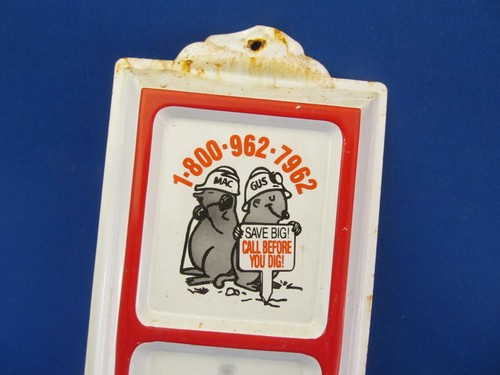 1-800-962-7962
MAC
GUS
SAVE BIG!
CALL BEFORE
YOU DIG!